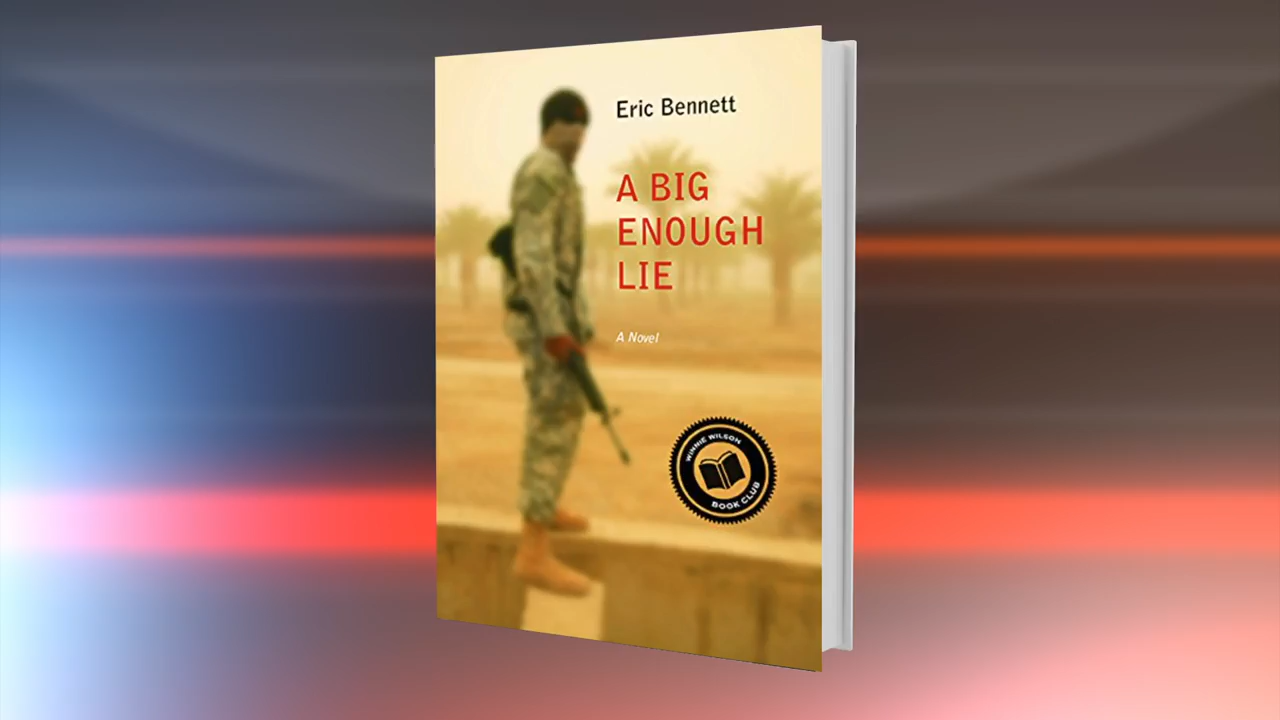 Eric Bennett
A BIG
ENOUGH
LIE
A Novel
WINNIE WILSON
BOOK CLUB